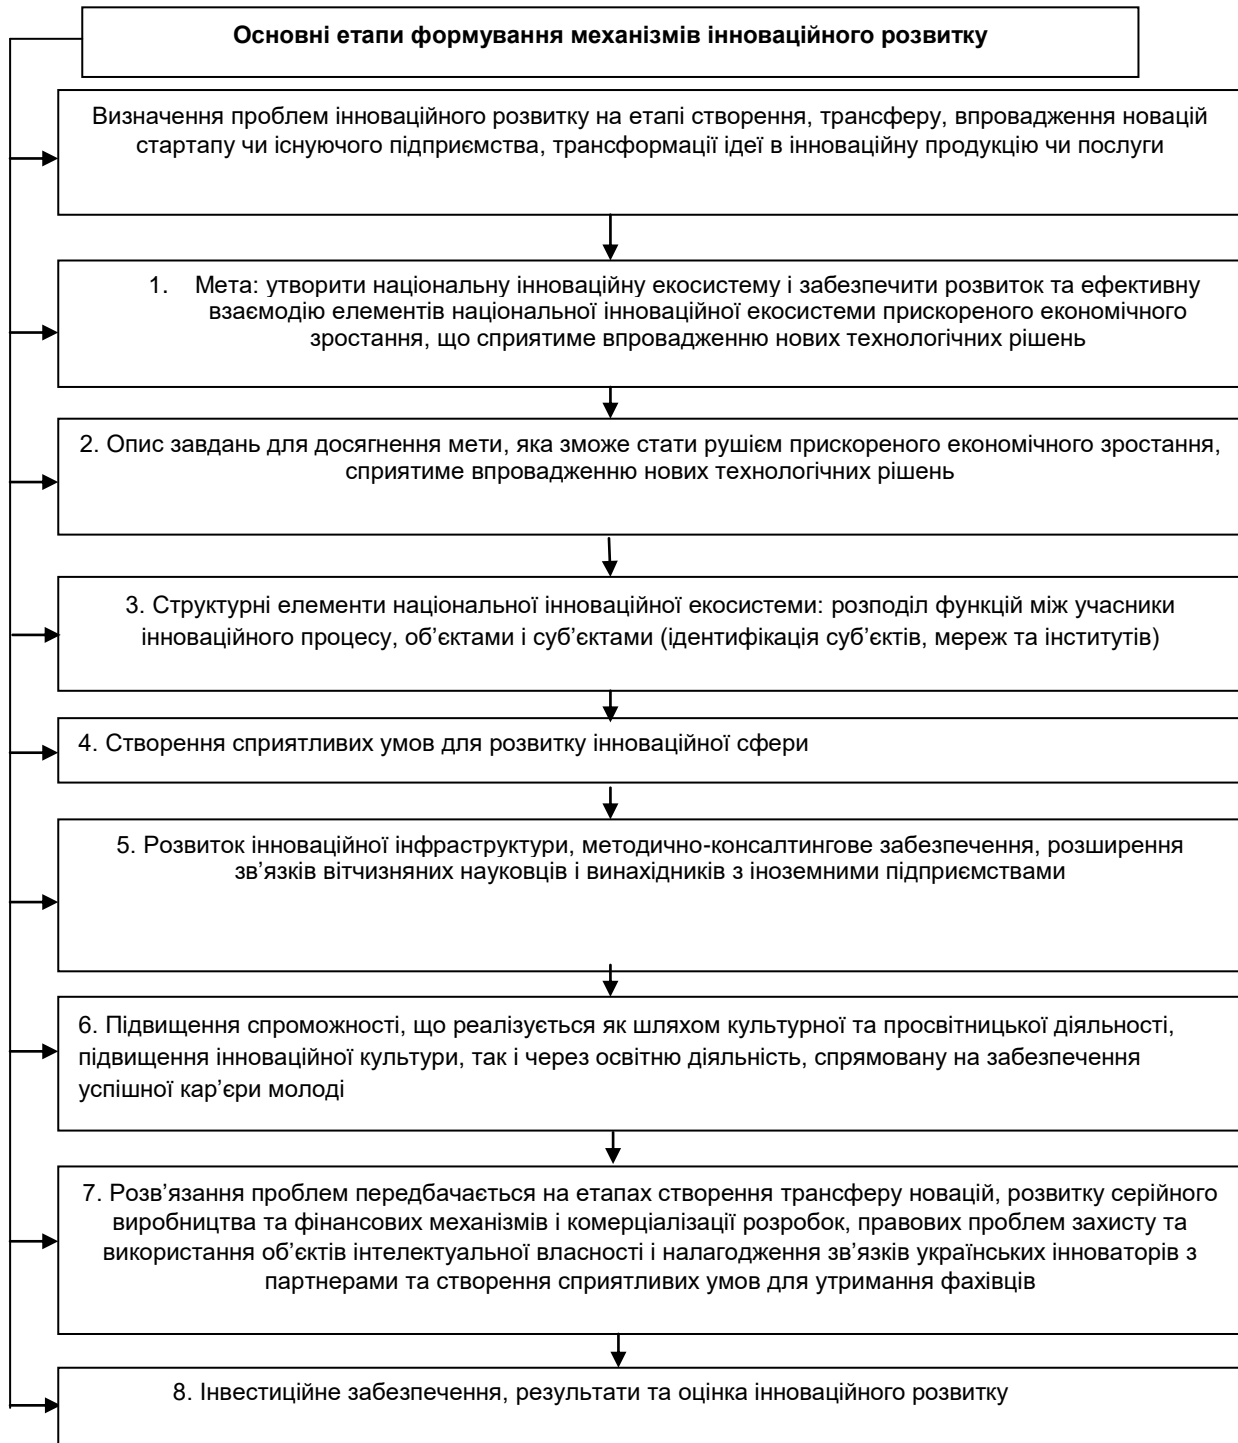 Основні етапи формування механізмів інноваційного розвитку
Визначення проблем інноваційного розвитку на етапі створення, трансферу, впровадження новацій
стартапу чи існуючого підприємства, трансформації ідеї в інноваційну продукцію чи послуги
1. Мета: утворити національну інноваційну екосистему і забезпечити розвиток та ефективну
взаємодію елементів національної інноваційної екосистеми прискореного економічного
зростання, що сприятиме впровадженню нових технологічних рішень
2. Опис завдань для досягнення мети, яка зможе стати рушієм прискореного економічного зростання,
сприятиме впровадженню нових технологічних рішень
3. Структурні елементи національної інноваційної екосистеми: розподіл функцій між учасники
інноваційного процесу, об’єктами і суб’єктами (ідентифікація суб’єктів, мереж та інститутів)
4. Створення сприятливих умов для розвитку інноваційної сфери
5. Розвиток інноваційної інфраструктури, методично-консалтингове забезпечення, розширення
зв’язків вітчизняних науковців і винахідників з іноземними підприємствами
6. Підвищення спроможності, що реалізується як шляхом культурної та просвітницької діяльності,
підвищення інноваційної культури, так і через освітню діяльність, спрямовану на забезпечення
успішної кар’єри молоді
7. Розв’язання проблем передбачається на етапах створення трансферу новацій, розвитку серійного
виробництва та фінансових механізмів і комерціалізації розробок, правових проблем захисту та
використання об’єктів інтелектуальної власності і налагодження зв’язків українських інноваторів з
партнерами та створення сприятливих умов для утримання фахівців
8. Інвестиційне забезпечення, результати та оцінка інноваційного розвитку